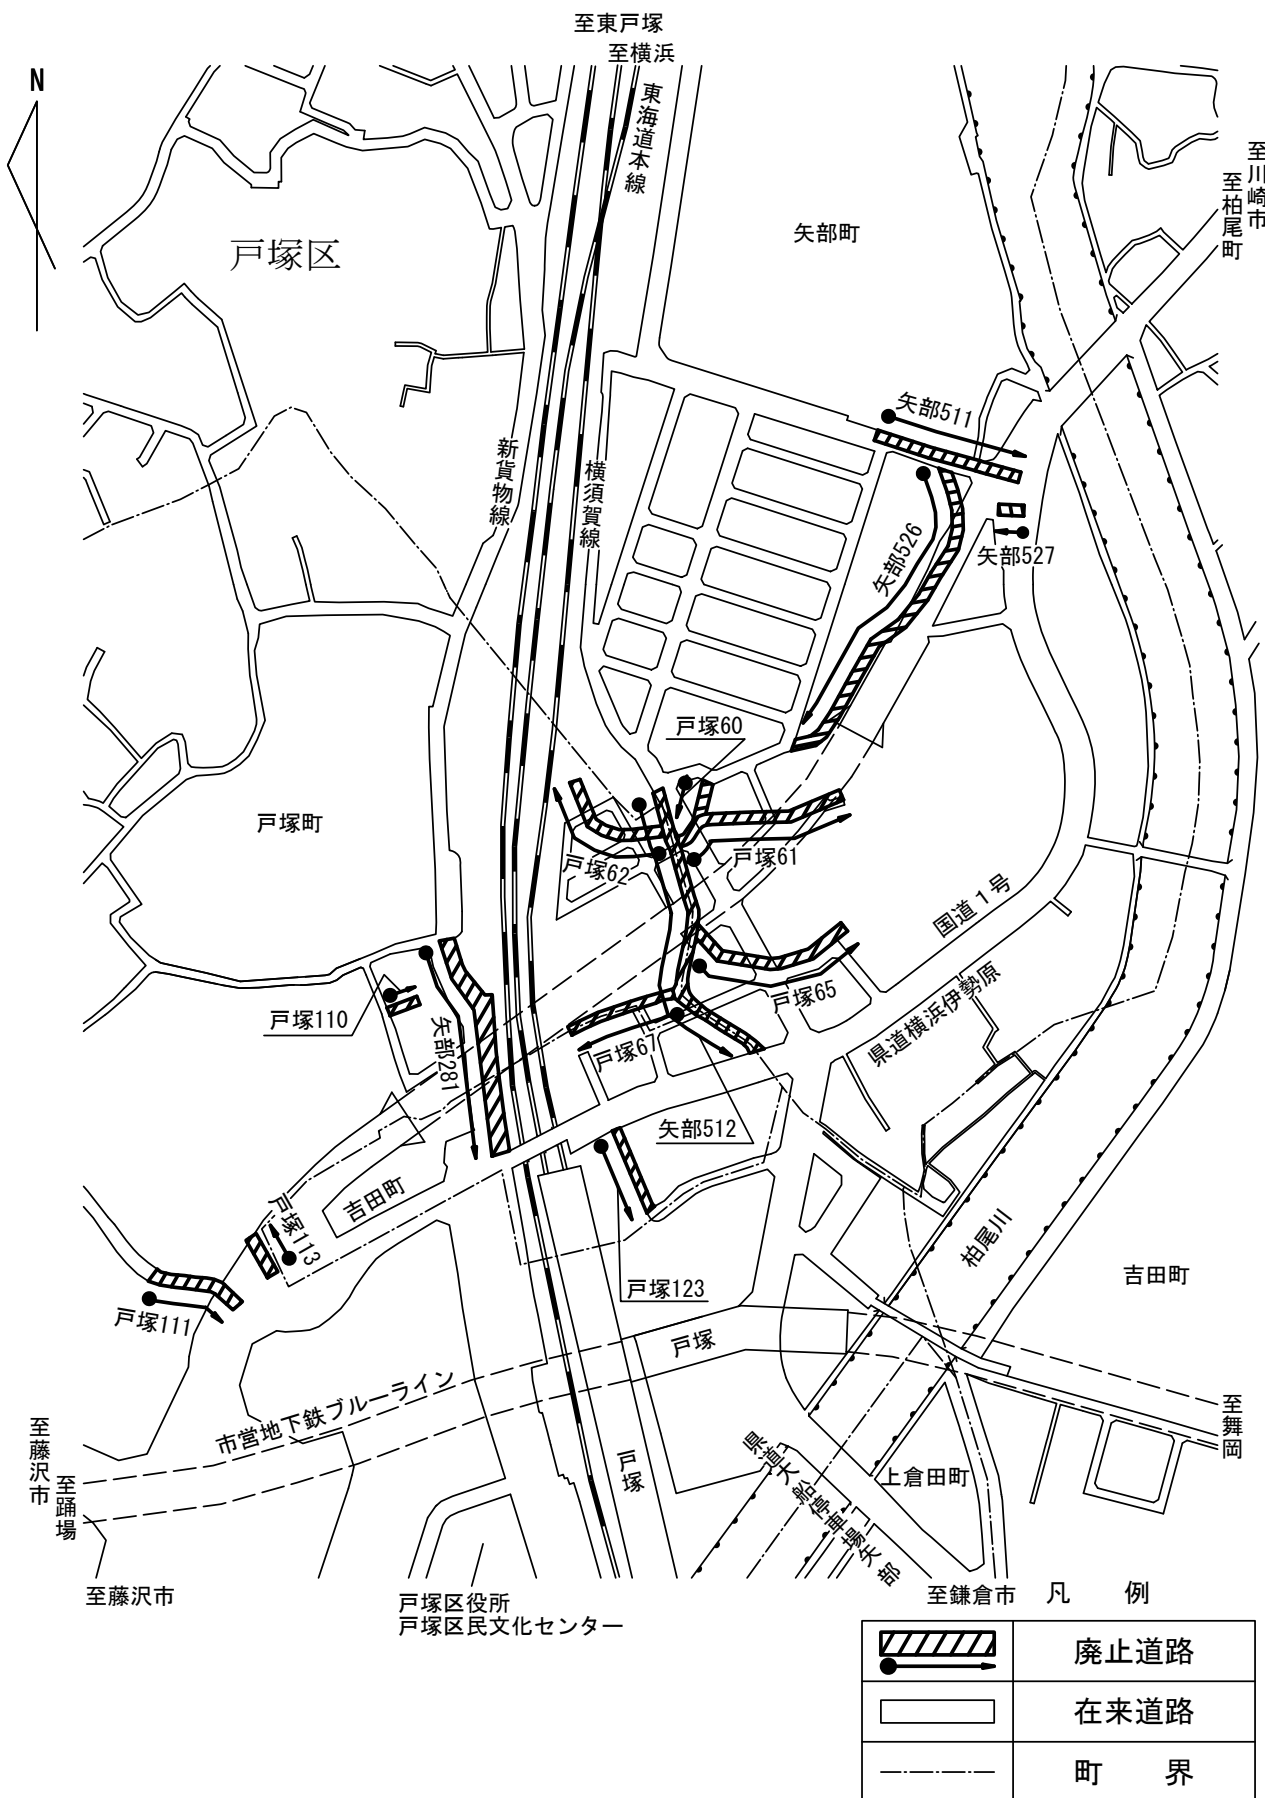 至東戸塚
至横浜
N
東海道本線
至川崎市
至柏尾町
矢部町
戸塚区
矢部511
新貨物線
横須賀線
矢部526
矢部527
戸塚60
戸塚町
戸塚62
戸塚61
国道1号
戸塚65
県道横浜伊勢原
戸塚110
矢部281
戸塚67
矢部512
吉田町
戸塚113
柏尾川
吉田町
戸塚123
戸塚111
戸塚
市営地下鉄ブルーライン
至舞岡
至藤沢市
至踊場
戸塚
県道大船停車場矢部
上倉田町
至藤沢市
戸塚区役所
戸塚区民文化センター
至鎌倉市
凡 例
廃止道路
在来道路
町 界